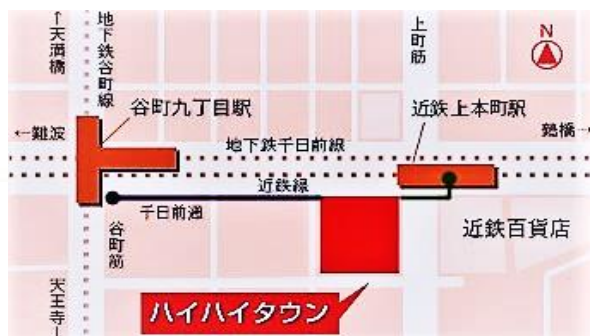 ↑天満橋
地下鉄谷町線
上町筋
N
谷町九丁目駅
近鉄上本町駅
←難波
地下鉄千日前線
鶴橋→
近鉄線
千日前通
谷町筋
近鉄百貨店
天王寺↓
ハイハイタウン